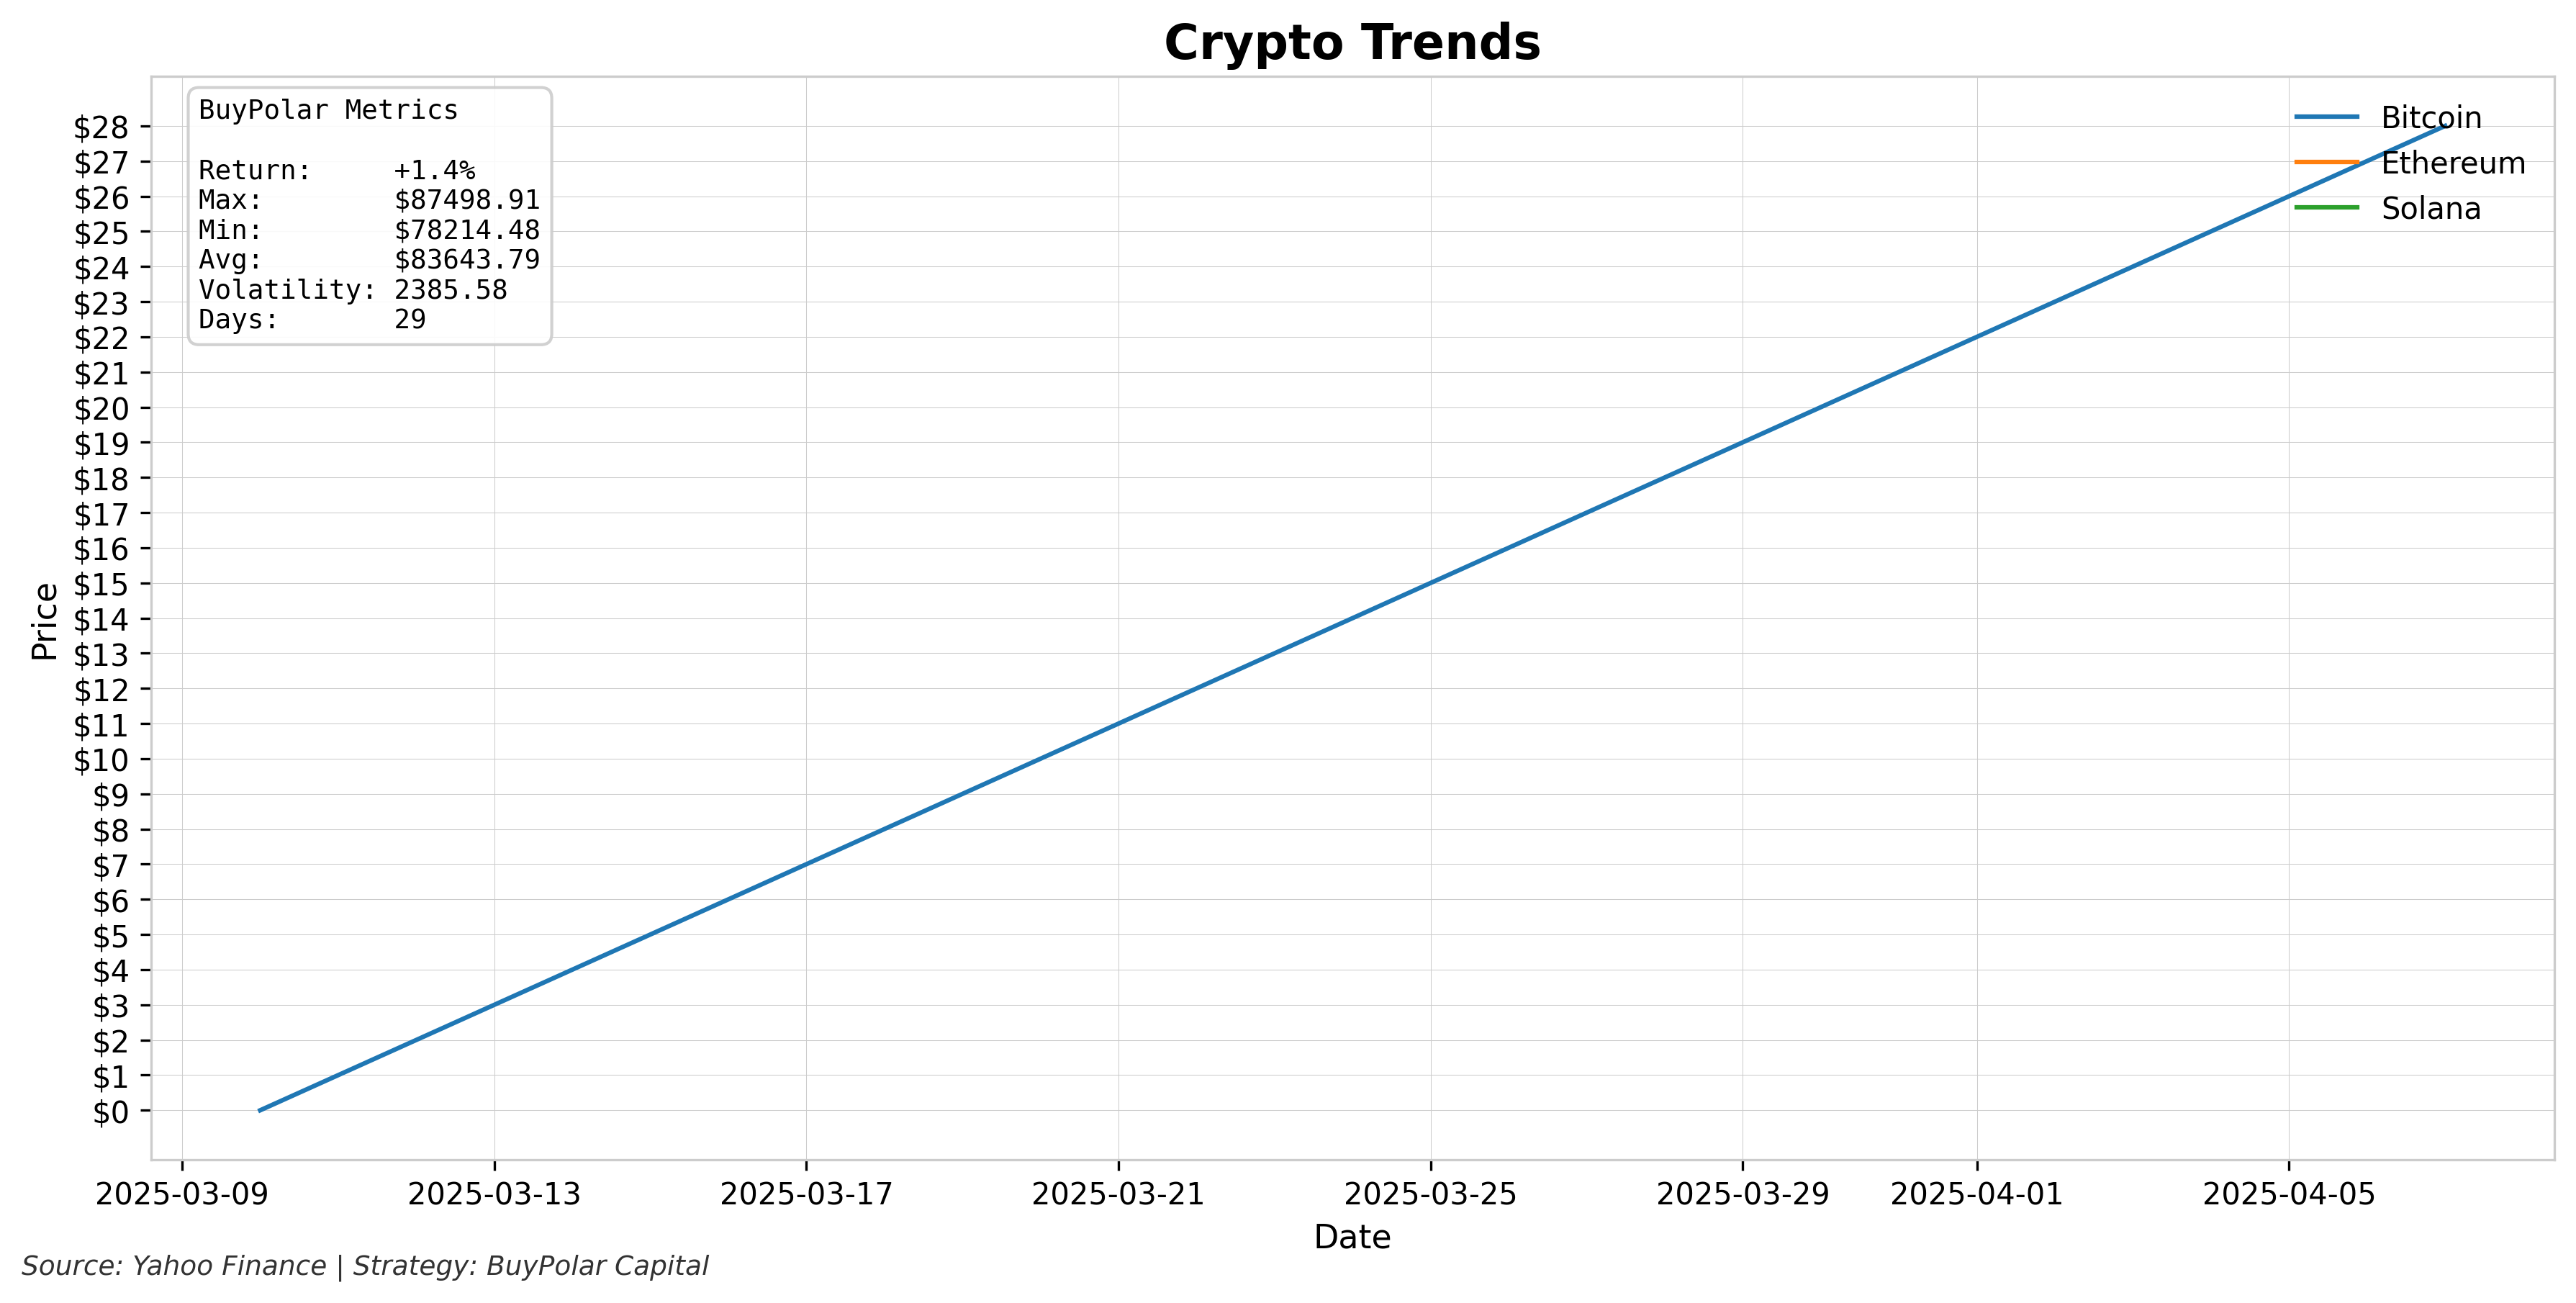 Crypto Trends
BuyPolar Metrics
Return: +1.4%
Max: $87498.91
Min: $78214.48
Avg: $83643.79
Volatility: 2385.58
Days: 29
Bitcoin
Ethereum
Solana
Price
$28
$27
$26
$25
$24
$23
$22
$21
$20
$19
$18
$17
$16
$15
$14
$13
$12
$11
$10
$9
$8
$7
$6
$5
$4
$3
$2
$1
$0
2025-03-09 2025-03-13 2025-03-17 2025-03-21 2025-03-25 2025-03-29 2025-04-01 2025-04-05
Date
Source: Yahoo Finance | Strategy: BuyPolar Capital